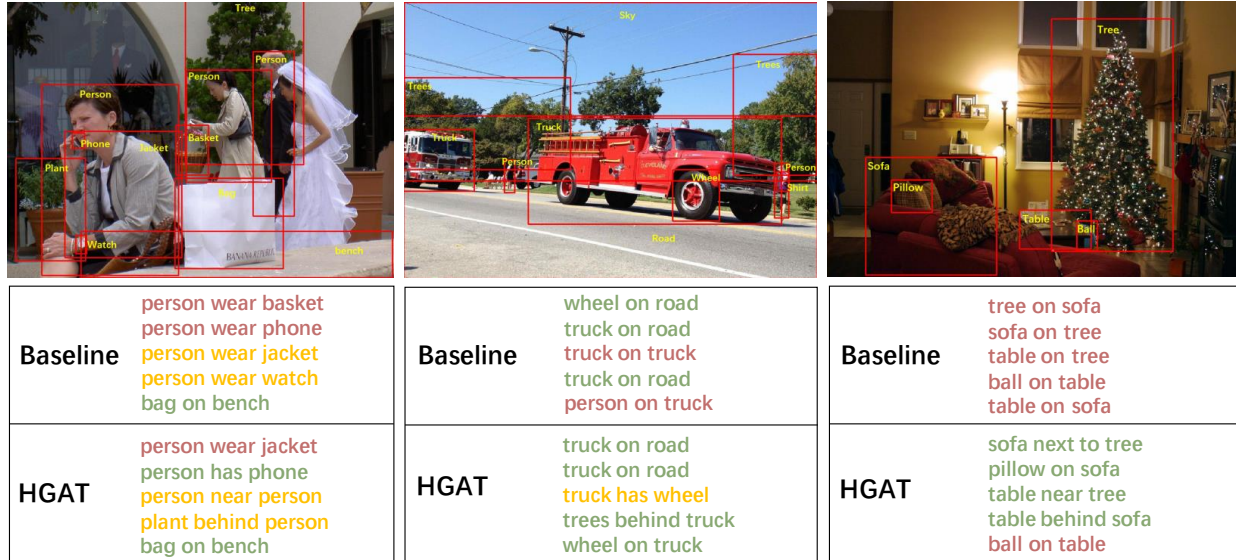 Tree
Person
Person
Person
Phone
Jacket
Basket
Plant
Bag
Watch
bench
BANANA REPUBLIC
Sky
Trees
Trees
Truck
Truck
Person
Person
Wheel
Shirt
Road
Tree
Sofa
Pillow
Table
Ball
Baseline
person wear basket
person wear phone
person wear jacket
person wear watch
bag on bench
HGAT
person wear jacket
person has phone
person near person
plant behind person
bag on bench
Baseline
wheel on road
truck on road
truck on truck
truck on road
person on truck
HGAT
truck on road
truck on road
truck has wheel
trees behind truck
wheel on truck
Baseline
tree on sofa
sofa on tree
table on tree
ball on table
table on sofa
HGAT
sofa next to tree
pillow on sofa
table near tree
table behind sofa
ball on table